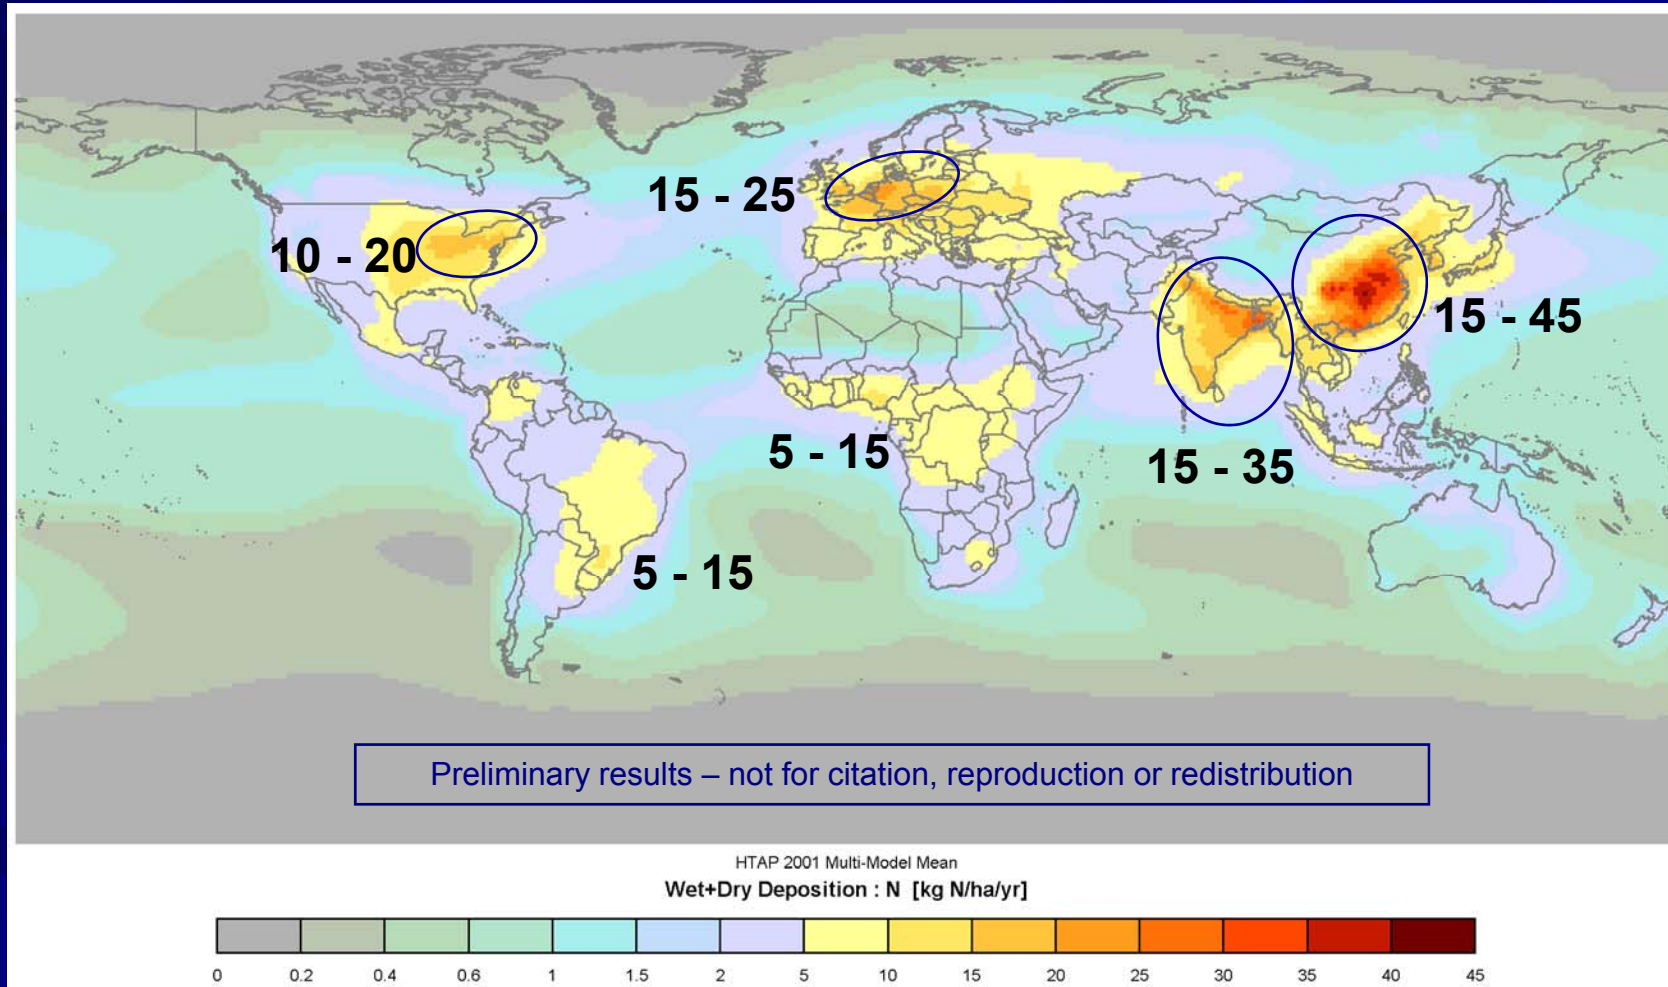 15 - 25
10 - 20
15 - 45
5 - 15
15 - 35
5 - 15
Preliminary results – not for citation, reproduction or redistribution
HTAP 2001 Multi-Model Mean
Wet+Dry Deposition : N [kg N/ha/yr]
0 0.2 0.4 0.6 1 1.5 2 5 10 15 20 25 30 35 40 45